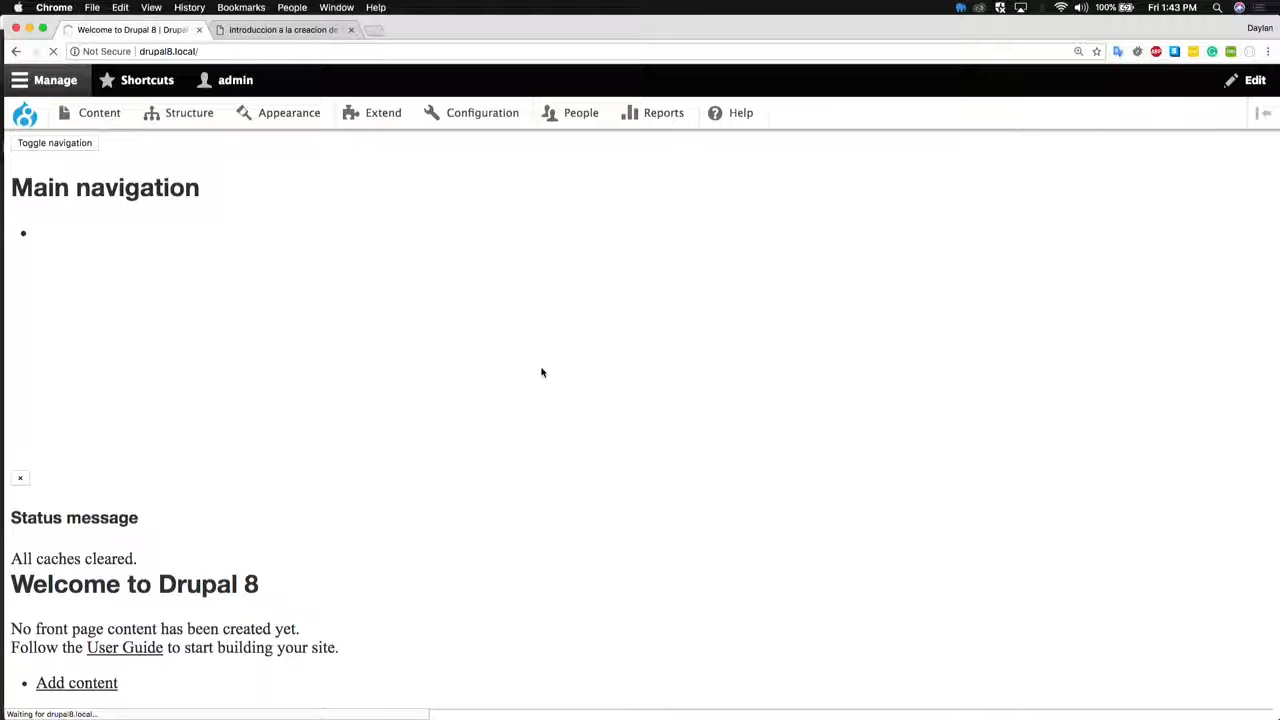 Chrome File Edit View History Bookmarks People Window Help 100% Fri 1:43 PM
Welcome to Drupal 8 | Drupal × Introduccion a la creacion de × Daylan
Not Secure | drupal8.local/
Manage Shortcuts admin Edit
Content Structure Appearance Extend Configuration People Reports Help
Toggle navigation
Main navigation
×
Status message
All caches cleared.
Welcome to Drupal 8
No front page content has been created yet.
Follow the User Guide to start building your site.
Add content
Waiting for drupal8.local...